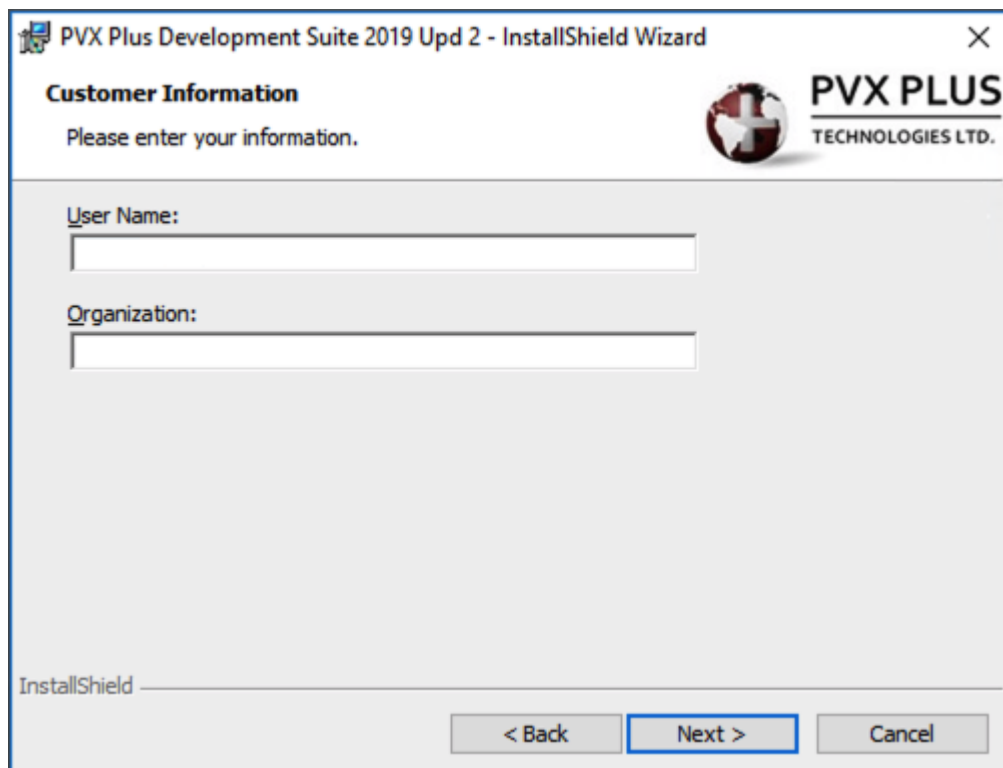 PVX Plus Development Suite 2019 Upd 2 - InstallShield Wizard
Customer Information
Please enter your information.
PVX PLUS
TECHNOLOGIES LTD.
User Name:
Organization:
InstallShield
< Back
Next >
Cancel